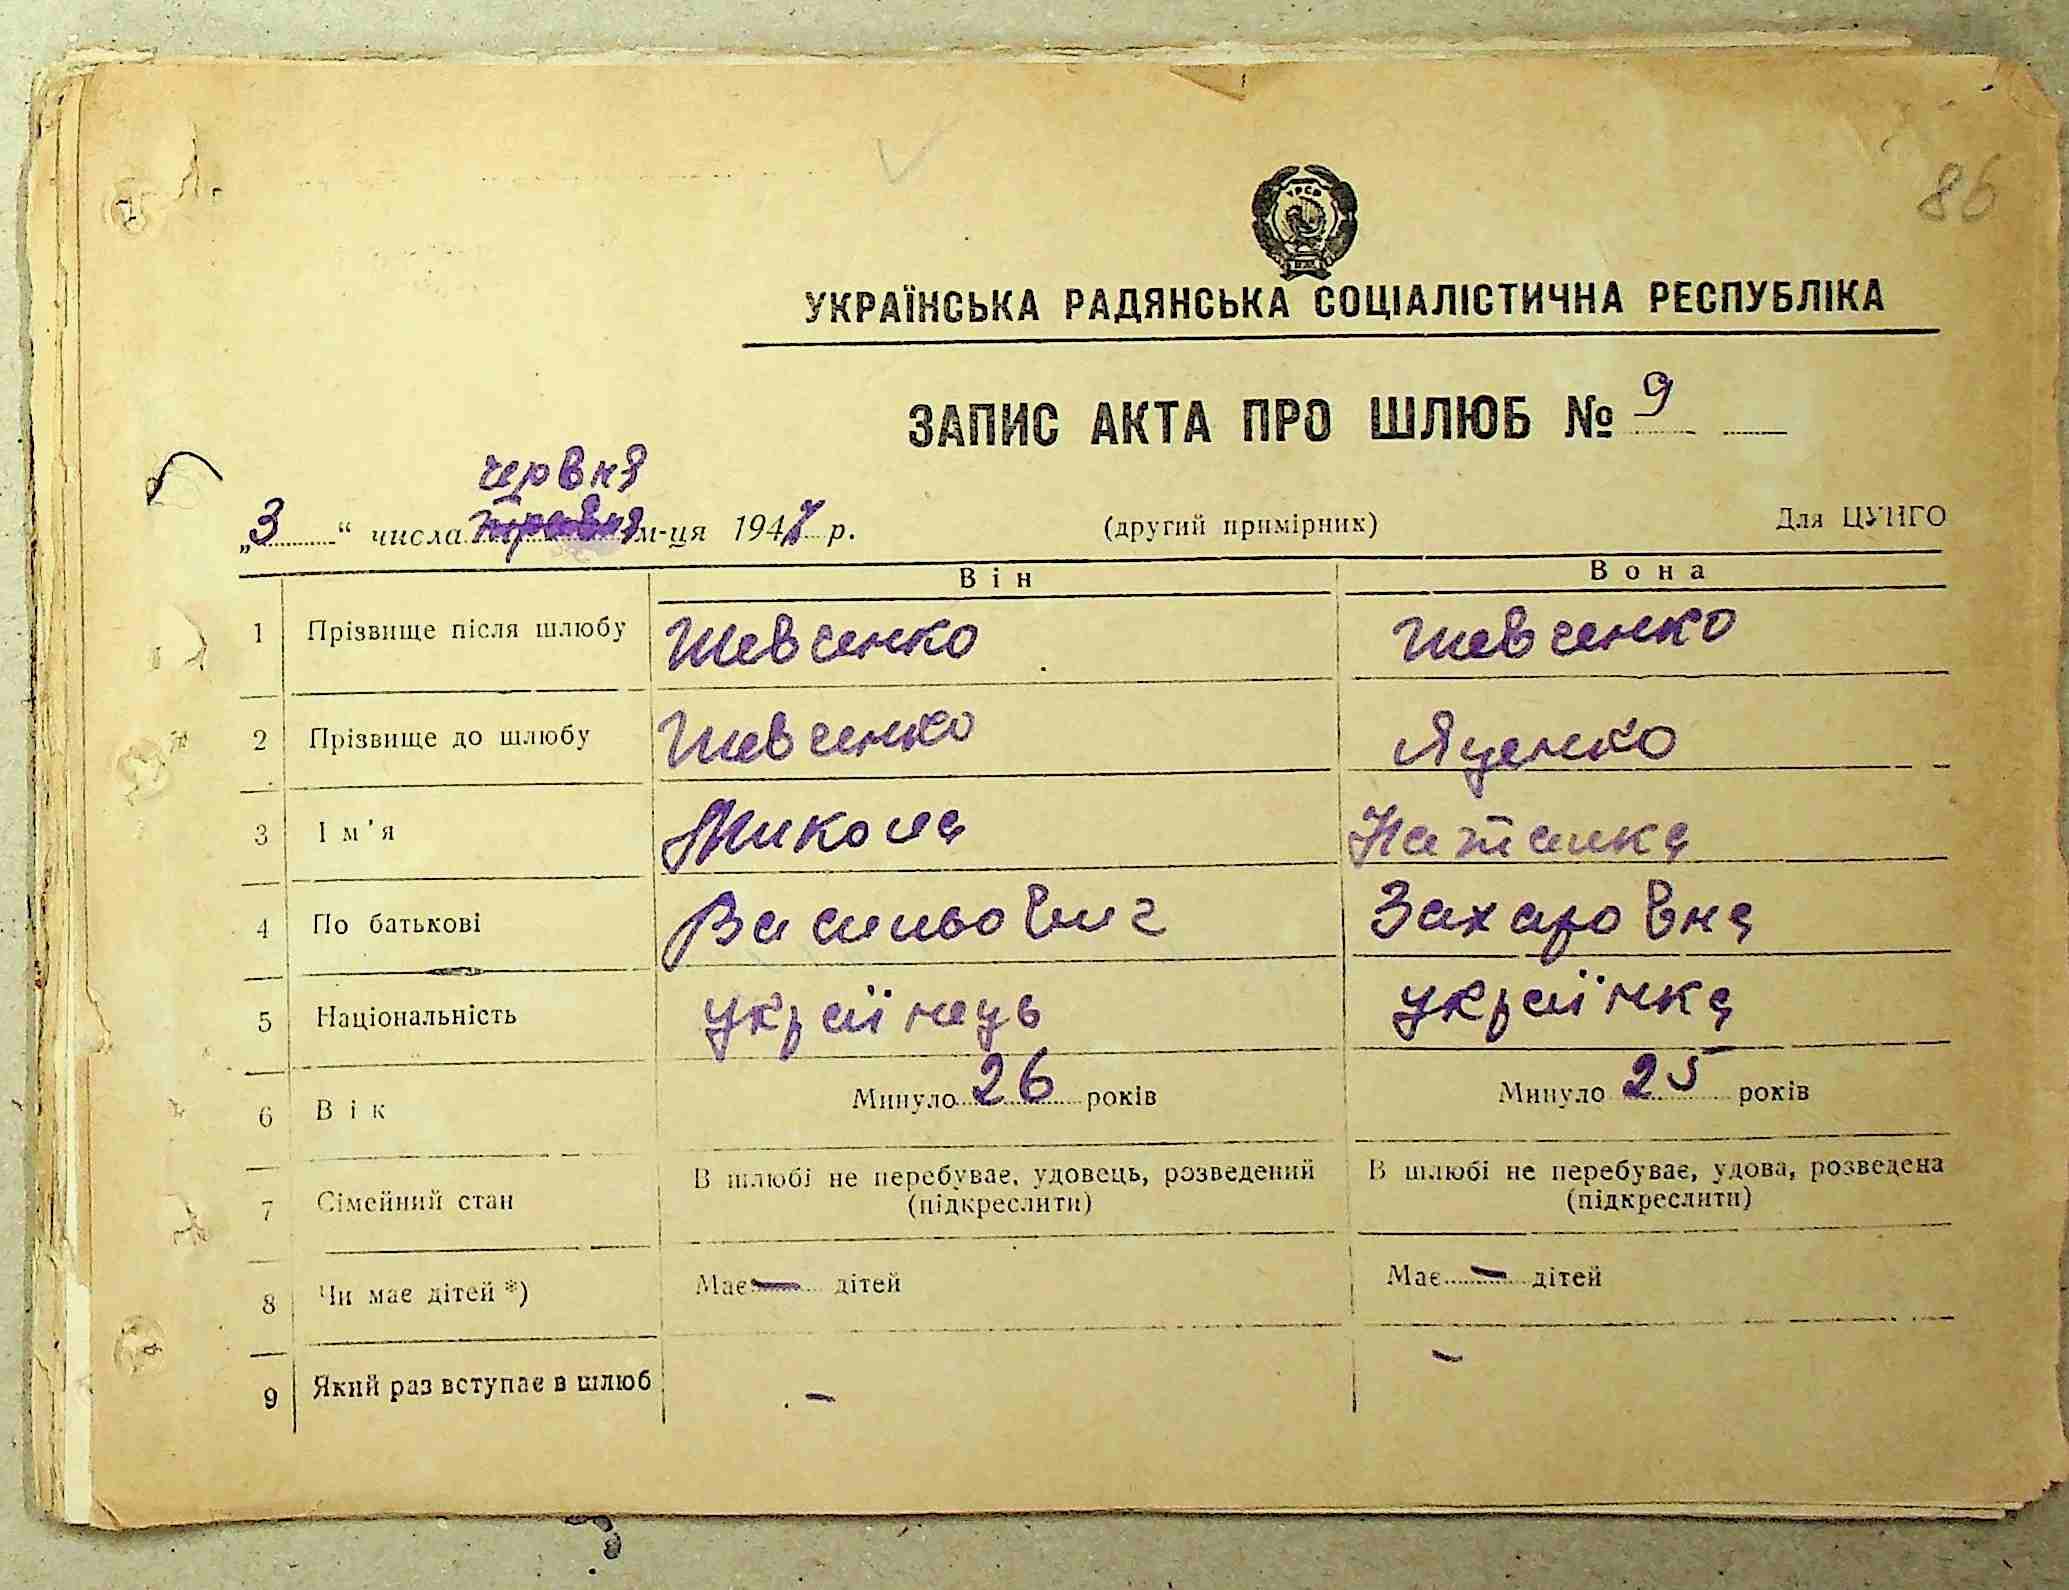 86
УКРАЇНСЬКА РАДЯНСЬКА СОЦІАЛІСТИЧНА РЕСПУБЛІКА
ЗАПИС АКТА ПРО ШЛЮБ № 9
червня
„3“ числа травня м-ця 1947 р. (другий примірник) Для ЦУНГО
Він Вона
1 Прізвище після шлюбу Шевченко Шевченко
2 Прізвище до шлюбу Шевченко Яценко
3 Ім'я Микола Наталка
4 По батькові Васильович Захаровна
5 Національність українець українка
6 Вік Минуло 26 років Минуло 25 років
7 Сімейний стан В шлюбі не перебуває, удовець, розведений (підкреслити) В шлюбі не перебуває, удова, розведена (підкреслити)
8 Чи має дітей *) Має — дітей Має — дітей
9 Який раз вступає в шлюб — —